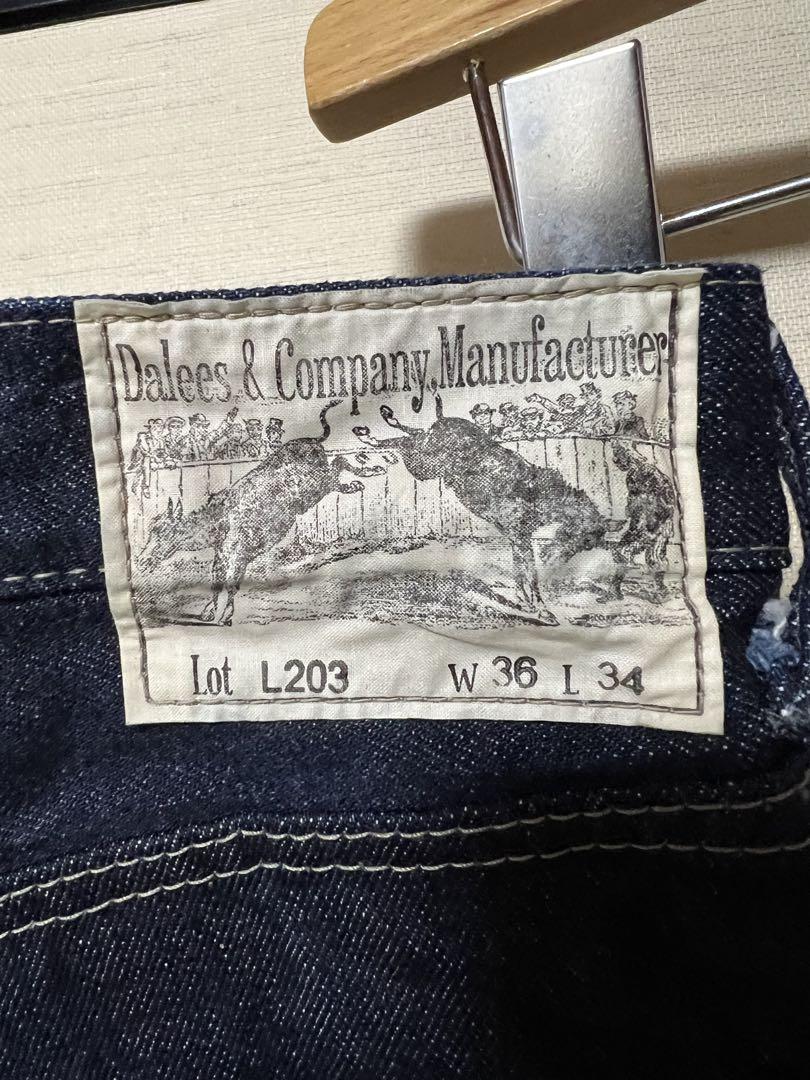 Dalees & Company, Manufacturer
Lot L203 W 36 L 34